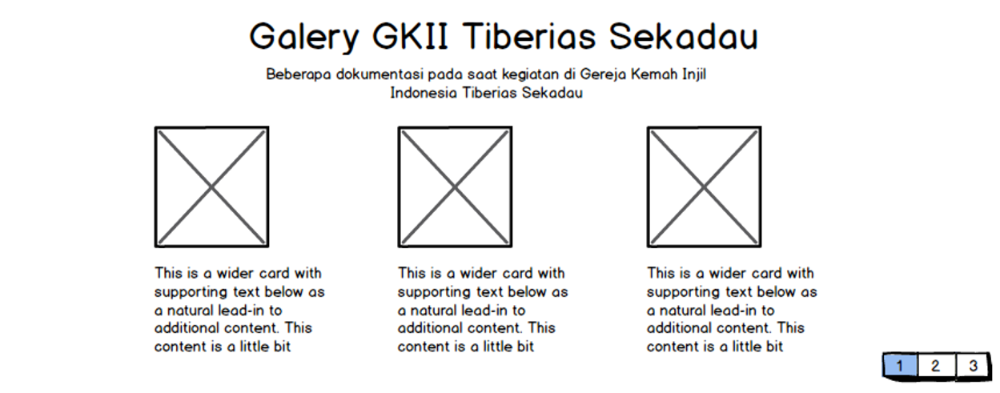 Galery GKII Tiberias Sekadau
Beberapa dokumentasi pada saat kegiatan di Gereja Kemah Injil
Indonesia Tiberias Sekadau
This is a wider card with
supporting text below as
a natural lead-in to
additional content. This
content is a little bit
This is a wider card with
supporting text below as
a natural lead-in to
additional content. This
content is a little bit
This is a wider card with
supporting text below as
a natural lead-in to
additional content. This
content is a little bit
1 2 3